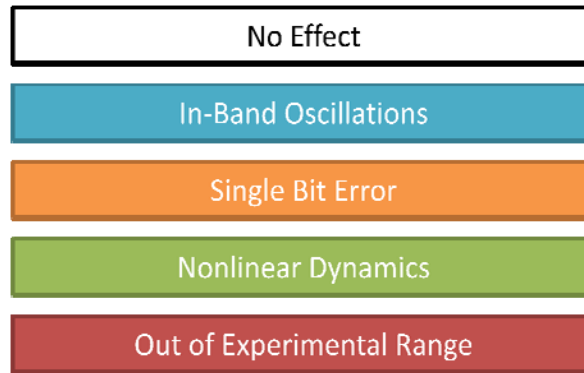 No Effect
In-Band Oscillations
Single Bit Error
Nonlinear Dynamics
Out of Experimental Range